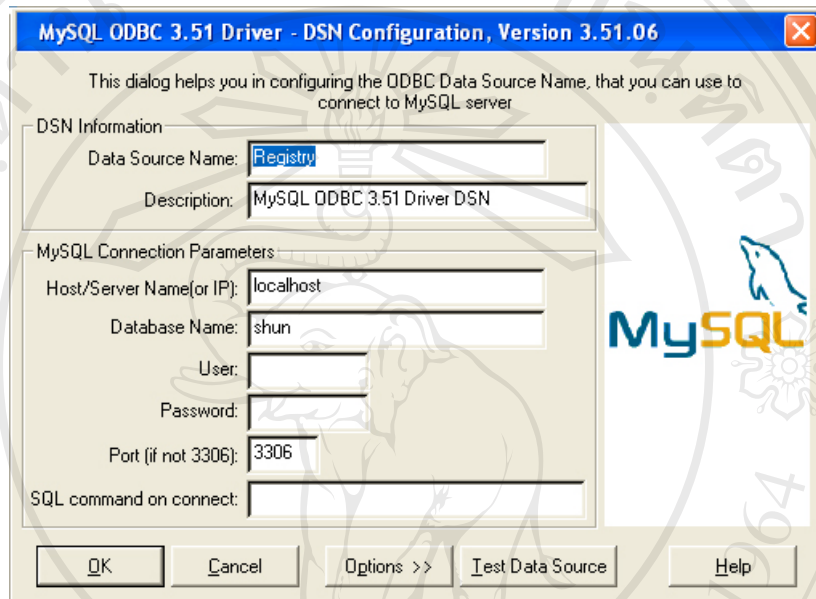 MySQL ODBC 3.51 Driver - DSN Configuration, Version 3.51.06
This dialog helps you in configuring the ODBC Data Source Name, that you can use to
connect to MySQL server
DSN Information
Data Source Name: Registry
Description: MySQL ODBC 3.51 Driver DSN
MySQL Connection Parameters
Host/Server Name(or IP): localhost
Database Name: shun
User:
Password:
Port (if not 3306): 3306
SQL command on connect:
MySQL
OK Cancel Options >> Test Data Source Help
1964